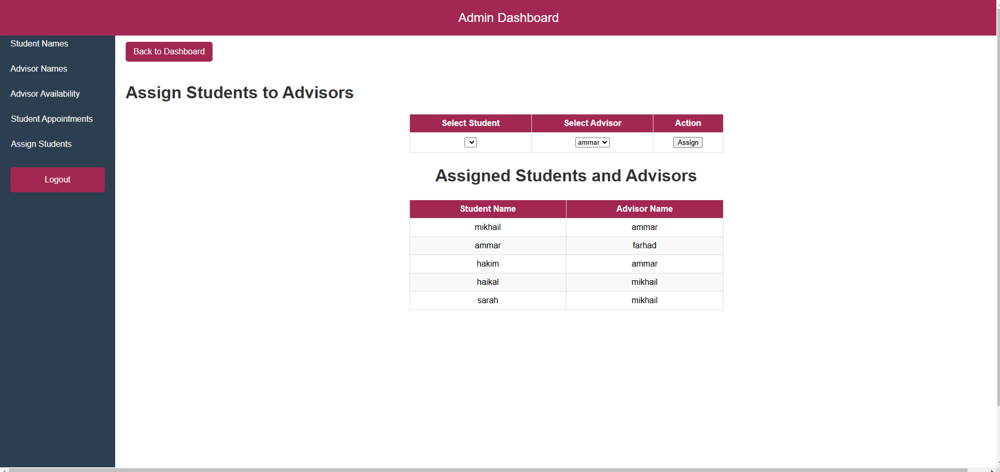 Admin Dashboard
Student Names
Advisor Names
Advisor Availability
Student Appointments
Assign Students
Logout
Back to Dashboard
Assign Students to Advisors
Select Student Select Advisor Action
ammar Assign
Assigned Students and Advisors
Student Name Advisor Name
mikhail ammar
ammar farhad
hakim ammar
haikal mikhail
sarah mikhail